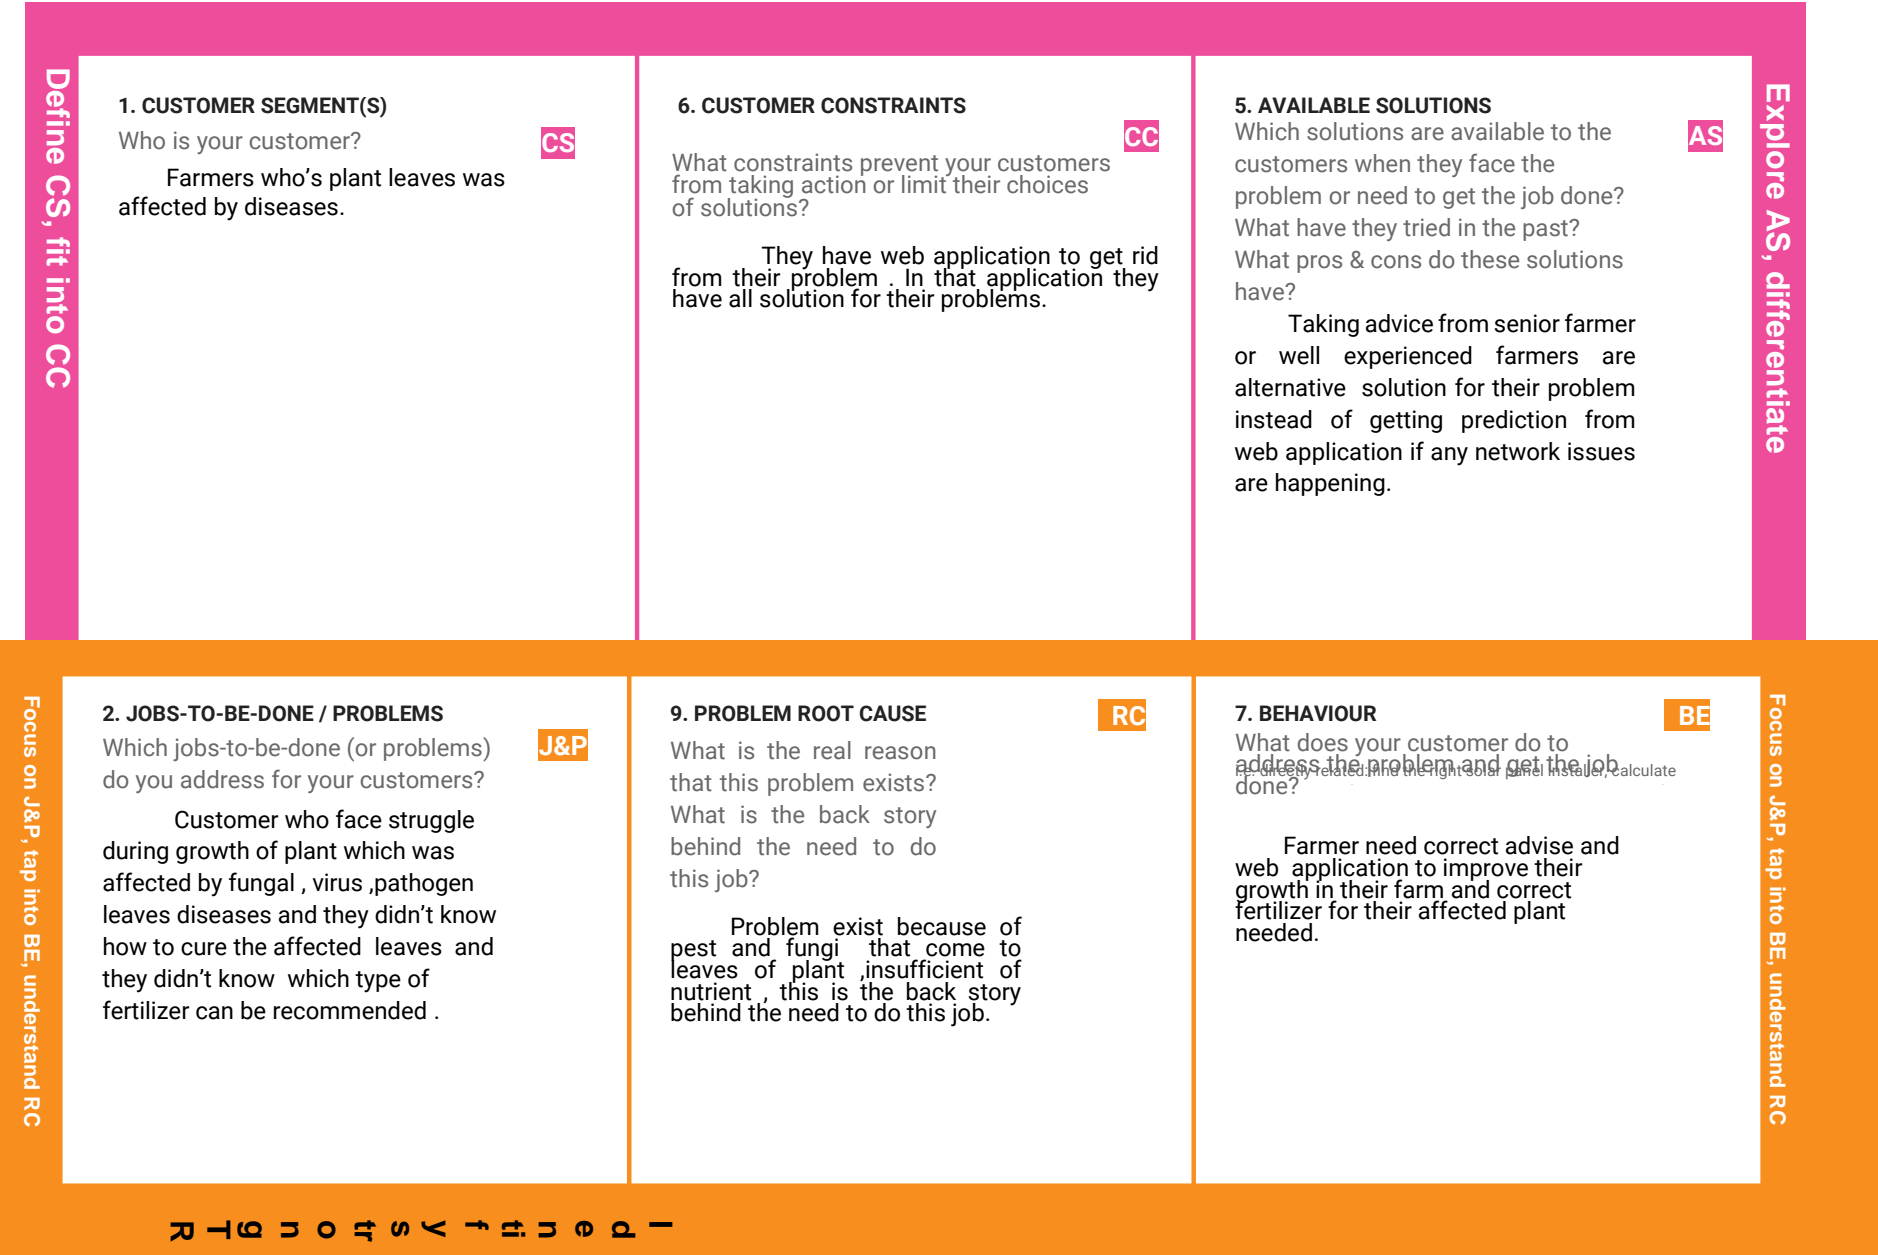 Define CS, fit into CC
1. CUSTOMER SEGMENT(S)
Who is your customer?
CS
Farmers who’s plant leaves was
affected by diseases.
6. CUSTOMER CONSTRAINTS
CC
What constraints prevent your customers
from taking action or limit their choices
of solutions?
They have web application to get rid
from their problem . In that application they
have all solution for their problems.
5. AVAILABLE SOLUTIONS
AS
Which solutions are available to the
customers when they face the
problem or need to get the job done?
What have they tried in the past?
What pros & cons do these solutions
have?
Taking advice from senior farmer
or well experienced farmers are
alternative solution for their problem
instead of getting prediction from
web application if any network issues
are happening.
Explore AS, differentiate
Focus on J&P, tap into BE, understand RC
2. JOBS-TO-BE-DONE / PROBLEMS
Which jobs-to-be-done (or problems)
do you address for your customers?
J&P
Customer who face struggle
during growth of plant which was
affected by fungal , virus ,pathogen
leaves diseases and they didn’t know
how to cure the affected leaves and
they didn’t know which type of
fertilizer can be recommended .
9. PROBLEM ROOT CAUSE
RC
What is the real reason
that this problem exists?
What is the back story
behind the need to do
this job?
Problem exist because of
pest and fungi that come to
leaves of plant ,insufficient of
nutrient , this is the back story
behind the need to do this job.
7. BEHAVIOUR
BE
What does your customer do to
address the problem and get the job
i.e. directly related: find the right solar panel installer, calculate
done?
Farmer need correct advise and
web application to improve their
growth in their farm and correct
fertilizer for their affected plant
needed.
Focus on J&P, tap into BE, understand RC
Identify strong TR